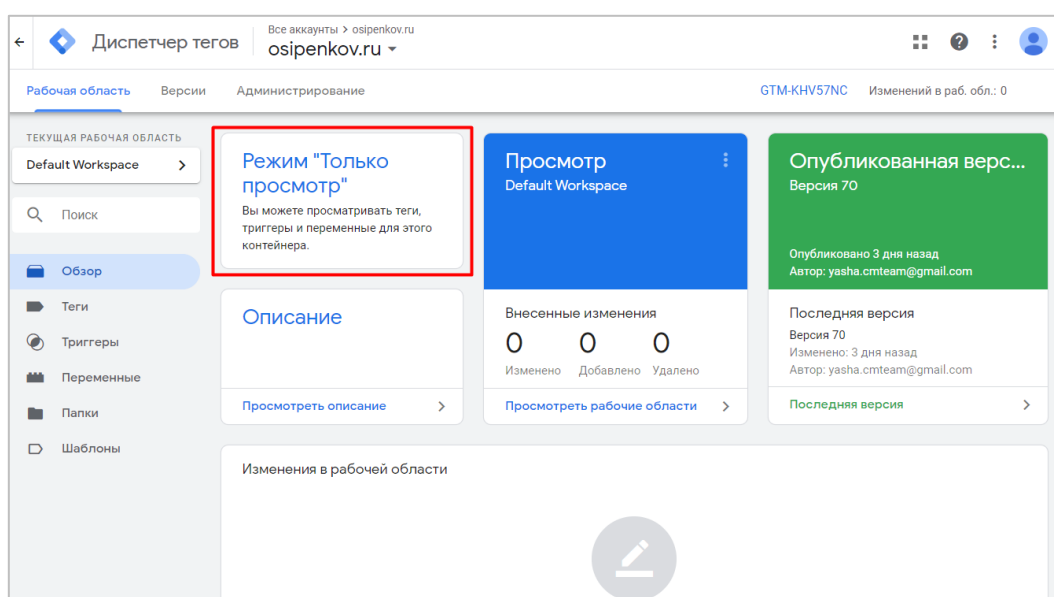 Диспетчер тегов
Все аккаунты > osipenkov.ru
osipenkov.ru
Рабочая область
Версии
Администрирование
GTM-KHV57NC
Изменений в раб. обл.: 0
ТЕКУЩАЯ РАБОЧАЯ ОБЛАСТЬ
Default Workspace
Поиск
Обзор
Теги
Триггеры
Переменные
Папки
Шаблоны
Режим "Только
просмотр"
Вы можете просматривать теги,
триггеры и переменные для этого
контейнера.
Описание
Просмотреть описание
Просмотр
Default Workspace
Внесенные изменения
0 0 0
Изменено Добавлено Удалено
Просмотреть рабочие области
Опубликованная верс...
Версия 70
Опубликовано 3 дня назад
Автор: yasha.cmteam@gmail.com
Последняя версия
Версия 70
Изменено: 3 дня назад
Автор: yasha.cmteam@gmail.com
Последняя версия
Изменения в рабочей области